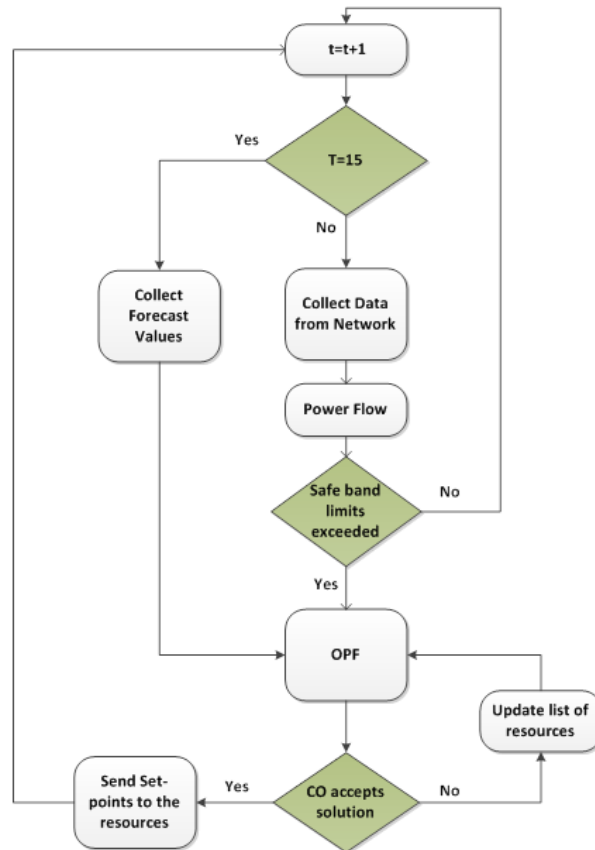 t=t+1
Yes
T=15
No
Collect
Forecast
Values
Collect Data
from Network
Power Flow
Safe band
limits
exceeded
No
Yes
OPF
Update list of
resources
Send Set-
points to the
resources
Yes
CO accepts
solution
No